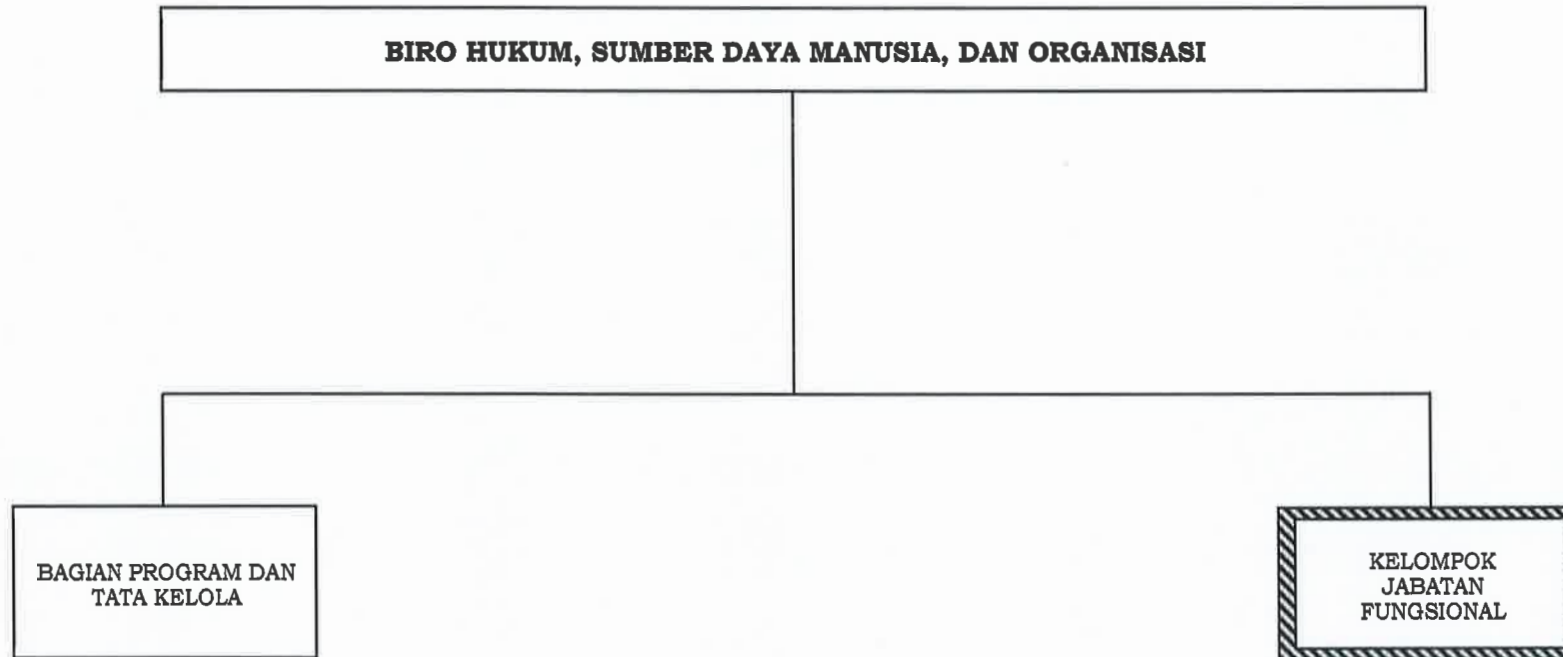 BIRO HUKUM, SUMBER DAYA MANUSIA, DAN ORGANISASI
BAGIAN PROGRAM DAN
TATA KELOLA
KELOMPOK
JABATAN
FUNGSIONAL